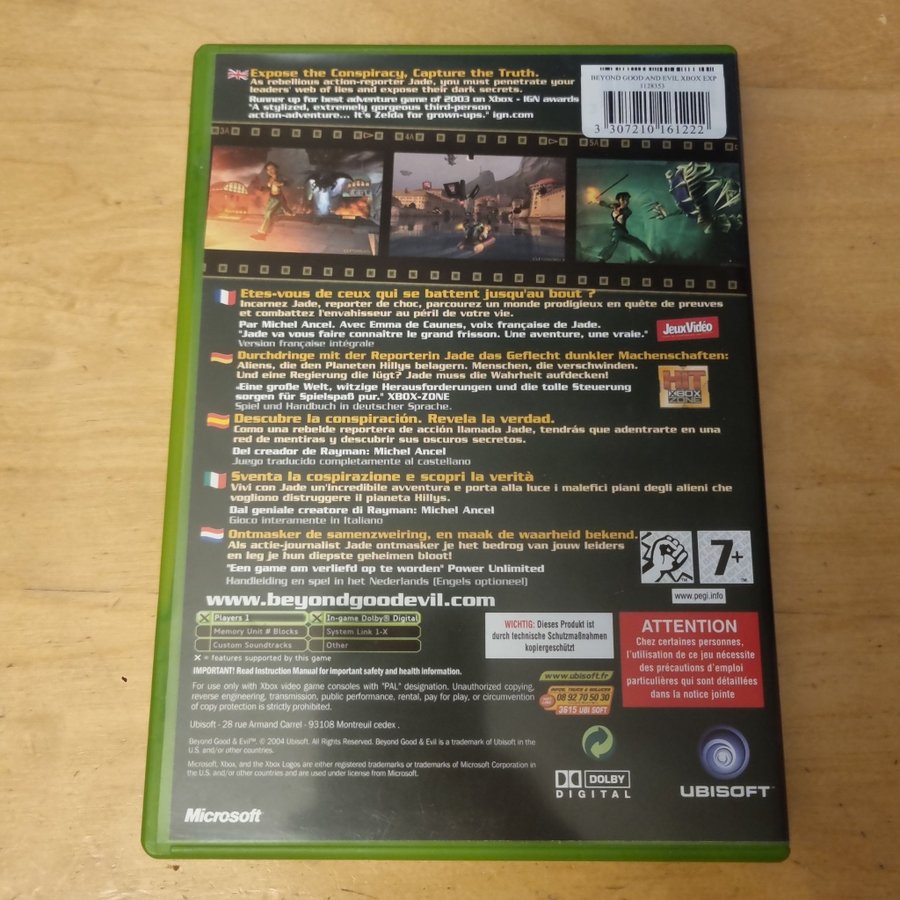 Expose the Conspiracy, Capture the Truth.
As rebellious action-reporter Jade, you must penetrate your
leaders' web of lies and expose their dark secrets.
Runner up for best adventure game of 2003 on Xbox - IGN awards
"A stylized, extremely gorgeous third-person
action-adventure... It's Zelda for grown-ups." ign.com
BEYOND GOOD AND EVIL XBOX EXP
1128353
3 307210 161222
3A
4A
5A
Etes-vous de ceux qui se battent jusqu'au bout ?
Incarnez Jade, reporter de choc, parcourez un monde prodigieux en quête de preuves
et combattez l'envahisseur au péril de votre vie.
Par Michel Ancel. Avec Emma de Caunes, voix française de Jade.
"Jade va vous faire connaître le grand frisson. Une aventure, une vraie."
JeuxVidéo
Version française intégrale
Durchdringe mit der Reporterin Jade das Geflecht dunkler Machenschaften:
Aliens, die den Planeten Hillys belagern. Menschen, die verschwinden.
Und eine Regierung die lügt? Jade muss die Wahrheit aufdecken!
„Eine große Welt, witzige Herausforderungen und die tolle Steuerung
sorgen für Spielspaß pur." XBOX-ZONE
HIT
XBOX
ZONE
Spiel und Handbuch in deutscher Sprache.
Descubre la conspiración. Revela la verdad.
Como una rebelde reportera de acción llamada Jade, tendrás que adentrarte en una
red de mentiras y descubrir sus oscuros secretos.
Del creador de Rayman: Michel Ancel
Juego traducido completamente al castellano
Sventa la cospirazione e scopri la verità
Vivi con Jade un'incredibile avventura e porta alla luce i malefici piani degli alieni che
vogliono distruggere il pianeta Hillys.
Dal geniale creatore di Rayman: Michel Ancel
Gioco interamente in Italiano
Ontmasker de samenzweiring, en maak de waarheid bekend.
Als actie-journalist Jade ontmasker je het bedrog van jouw leiders
en leg je hun diepste geheimen bloot!
"Een game om verliefd op te worden" Power Unlimited
Handleiding en spel in het Nederlands (Engels optioneel)
7+
www.pegi.info
www.beyondgoodevil.com
Players 1
In-game Dolby® Digital
Memory Unit # Blocks
System Link 1-X
Custom Soundtracks
Other
X = features supported by this game
WICHTIG: Dieses Produkt ist
durch technische Schutzmaßnahmen
kopiergeschützt
ATTENTION
Chez certaines personnes,
l'utilisation de ce jeu nécessite
des précautions d'emploi
particulières qui sont détaillées
dans la notice jointe
IMPORTANT! Read Instruction Manual for important safety and health information.
For use only with Xbox video game consoles with "PAL" designation. Unauthorized copying,
reverse engineering, transmission, public performance, rental, pay for play, or circumvention
of copy protection is strictly prohibited.
www.ubisoft.fr
INFOS, TRUCS & SOLUCES
08 92 70 50 30
3615 UBI SOFT
Ubisoft - 28 rue Armand Carrel - 93108 Montreuil cedex .
Beyond Good & Evil™. © 2004 Ubisoft. All Rights Reserved. Beyond Good & Evil is a trademark of Ubisoft in the
U.S. and/or other countries.
Microsoft, Xbox, and the Xbox Logos are either registered trademarks or trademarks of Microsoft Corporation in
the U.S. and/or other countries and are used under license from Microsoft.
DOLBY
DIGITAL
UBISOFT™
Microsoft